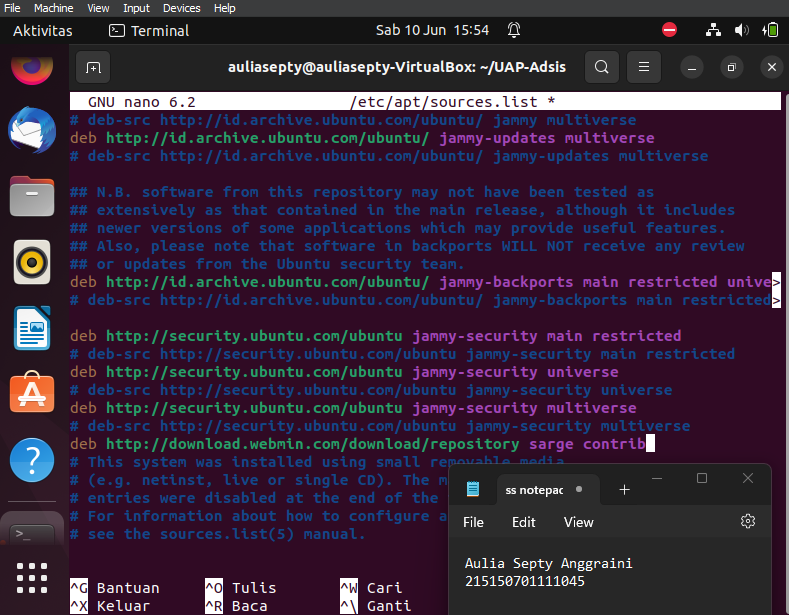 File Machine View Input Devices Help
Aktivitas Terminal Sab 10 Jun 15:54
auliasepty@auliasepty-VirtualBox: ~/UAP-Adsis
GNU nano 6.2 /etc/apt/sources.list *
# deb-src http://id.archive.ubuntu.com/ubuntu/ jammy multiverse
deb http://id.archive.ubuntu.com/ubuntu/ jammy-updates multiverse
# deb-src http://id.archive.ubuntu.com/ubuntu/ jammy-updates multiverse
## N.B. software from this repository may not have been tested as
## extensively as that contained in the main release, although it includes
## newer versions of some applications which may provide useful features.
## Also, please note that software in backports WILL NOT receive any review
## or updates from the Ubuntu security team.
deb http://id.archive.ubuntu.com/ubuntu/ jammy-backports main restricted unive>
# deb-src http://id.archive.ubuntu.com/ubuntu/ jammy-backports main restricted>
deb http://security.ubuntu.com/ubuntu jammy-security main restricted
# deb-src http://security.ubuntu.com/ubuntu jammy-security main restricted
deb http://security.ubuntu.com/ubuntu jammy-security universe
# deb-src http://security.ubuntu.com/ubuntu jammy-security universe
deb http://security.ubuntu.com/ubuntu jammy-security multiverse
# deb-src http://security.ubuntu.com/ubuntu jammy-security multiverse
deb http://download.webmin.com/download/repository sarge contrib
# This system was installed using small removable media
# (e.g. netinst, live or single CD). The m
# entries were disabled at the end of the
# For information about how to configure a
# see the sources.list(5) manual.
^G Bantuan ^O Tulis ^W Cari
^X Keluar ^R Baca ^\ Ganti
ss notepac
File Edit View
Aulia Septy Anggraini
215150701111045